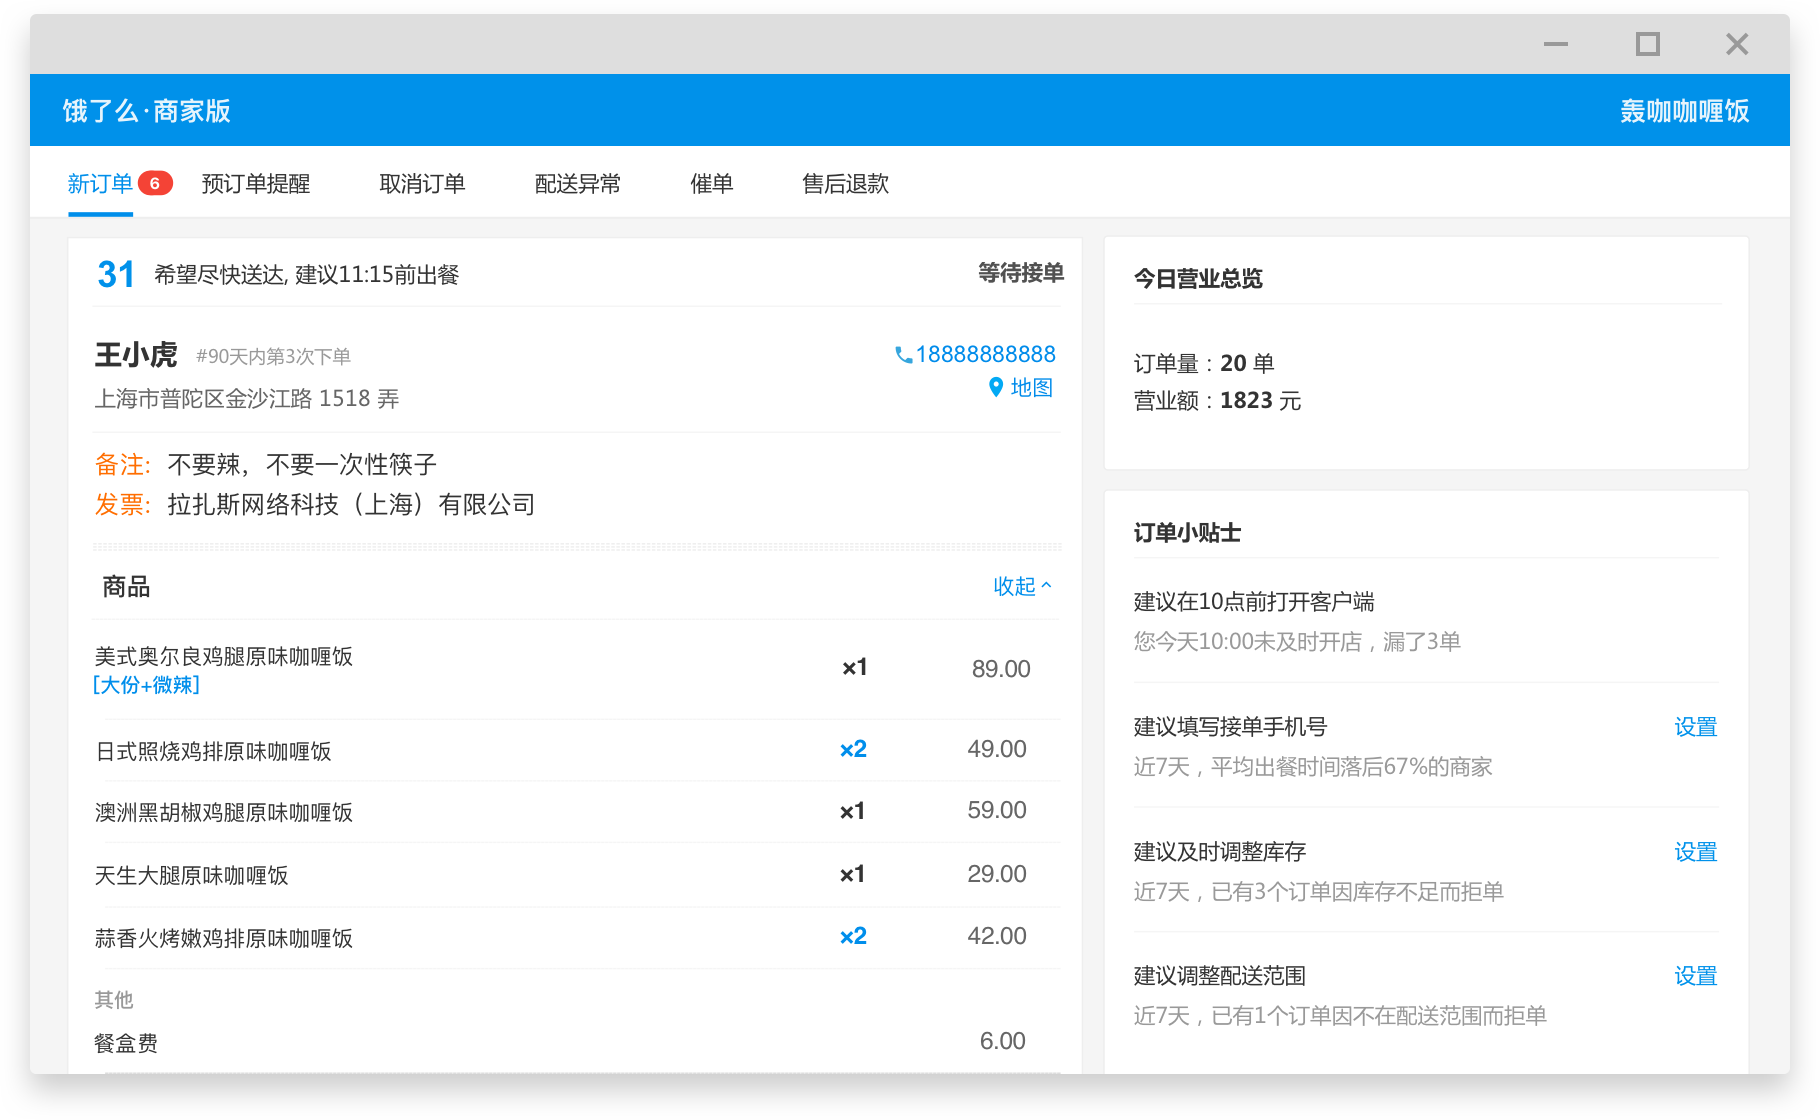 饿了么·商家版
轰咖咖喱饭
新订单 6 预订单提醒 取消订单 配送异常 催单 售后退款
31 希望尽快送达, 建议11:15前出餐 等待接单
王小虎 #90天内第3次下单 18888888888
上海市普陀区金沙江路 1518 弄 地图
备注: 不要辣，不要一次性筷子
发票: 拉扎斯网络科技（上海）有限公司
商品 收起
美式奥尔良鸡腿原味咖喱饭 ×1 89.00
[大份+微辣]
日式照烧鸡排原味咖喱饭 ×2 49.00
澳洲黑胡椒鸡腿原味咖喱饭 ×1 59.00
天生大腿原味咖喱饭 ×1 29.00
蒜香火烤嫩鸡排原味咖喱饭 ×2 42.00
其他
餐盒费 6.00
今日营业总览
订单量：20 单
营业额：1823 元
订单小贴士
建议在10点前打开客户端
您今天10:00未及时开店，漏了3单
建议填写接单手机号 设置
近7天，平均出餐时间落后67%的商家
建议及时调整库存 设置
近7天，已有3个订单因库存不足而拒单
建议调整配送范围 设置
近7天，已有1个订单因不在配送范围而拒单